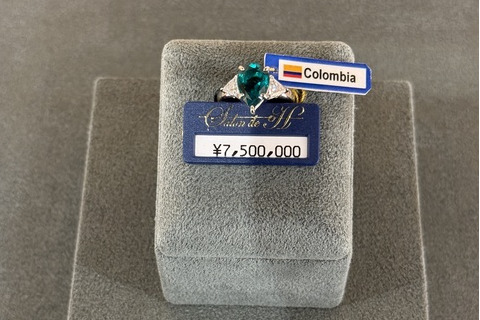 Colombia
Salon de H
¥7,500,000